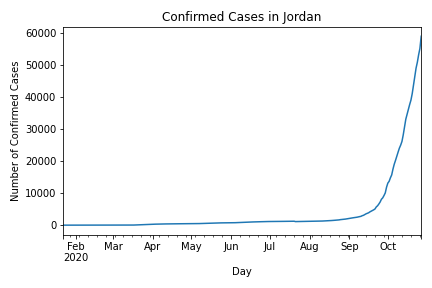 Confirmed Cases in Jordan
60000
50000
40000
30000
20000
10000
0
Number of Confirmed Cases
Feb Mar Apr May Jun Jul Aug Sep Oct
2020
Day